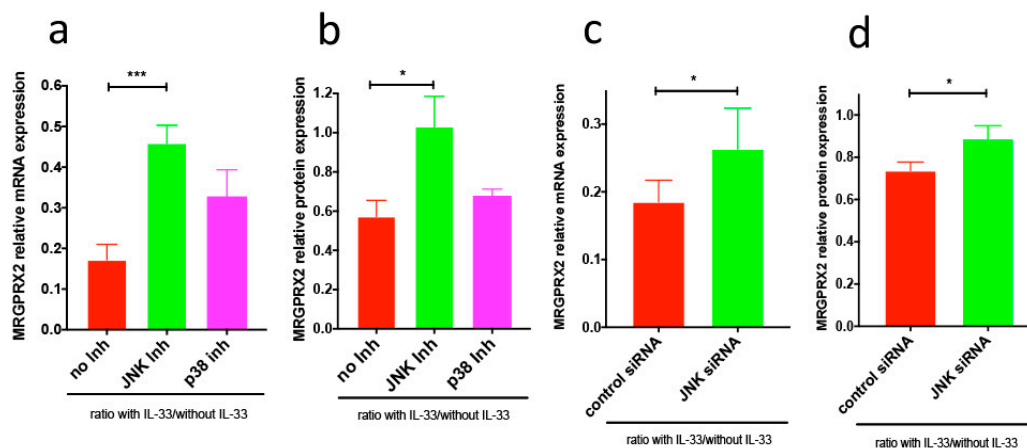 a
MRGPRX2 relative mRNA expression
0.6
0.5
0.4
0.3
0.2
0.1
0.0
***
no Inh
JNK Inh
p38 inh
ratio with IL-33/without IL-33
b
MRGPRX2 relative protein expression
1.2
1.0
0.8
0.6
0.4
0.2
0.0
*
no Inh
JNK Inh
p38 Inh
ratio with IL-33/without IL-33
c
MRGPRX2 relative mRNA expression
0.3
0.2
0.1
0.0
*
control siRNA
JNK siRNA
ratio with IL-33/without IL-33
d
MRGPRX2 protein expression
1.0
0.8
0.6
0.4
0.2
0.0
*
control siRNA
JNK siRNA
ratio with IL-33/without IL-33